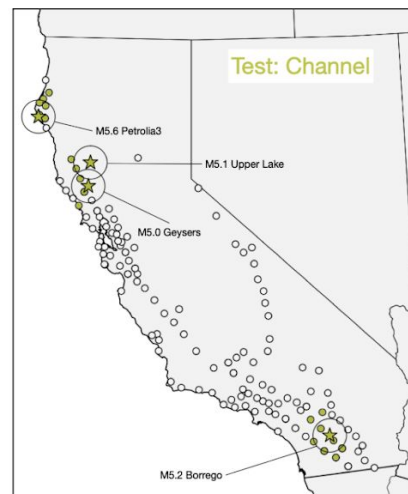 Test: Channel
M5.6 Petrolia3
M5.1 Upper Lake
M5.0 Geysers
M5.2 Borrego